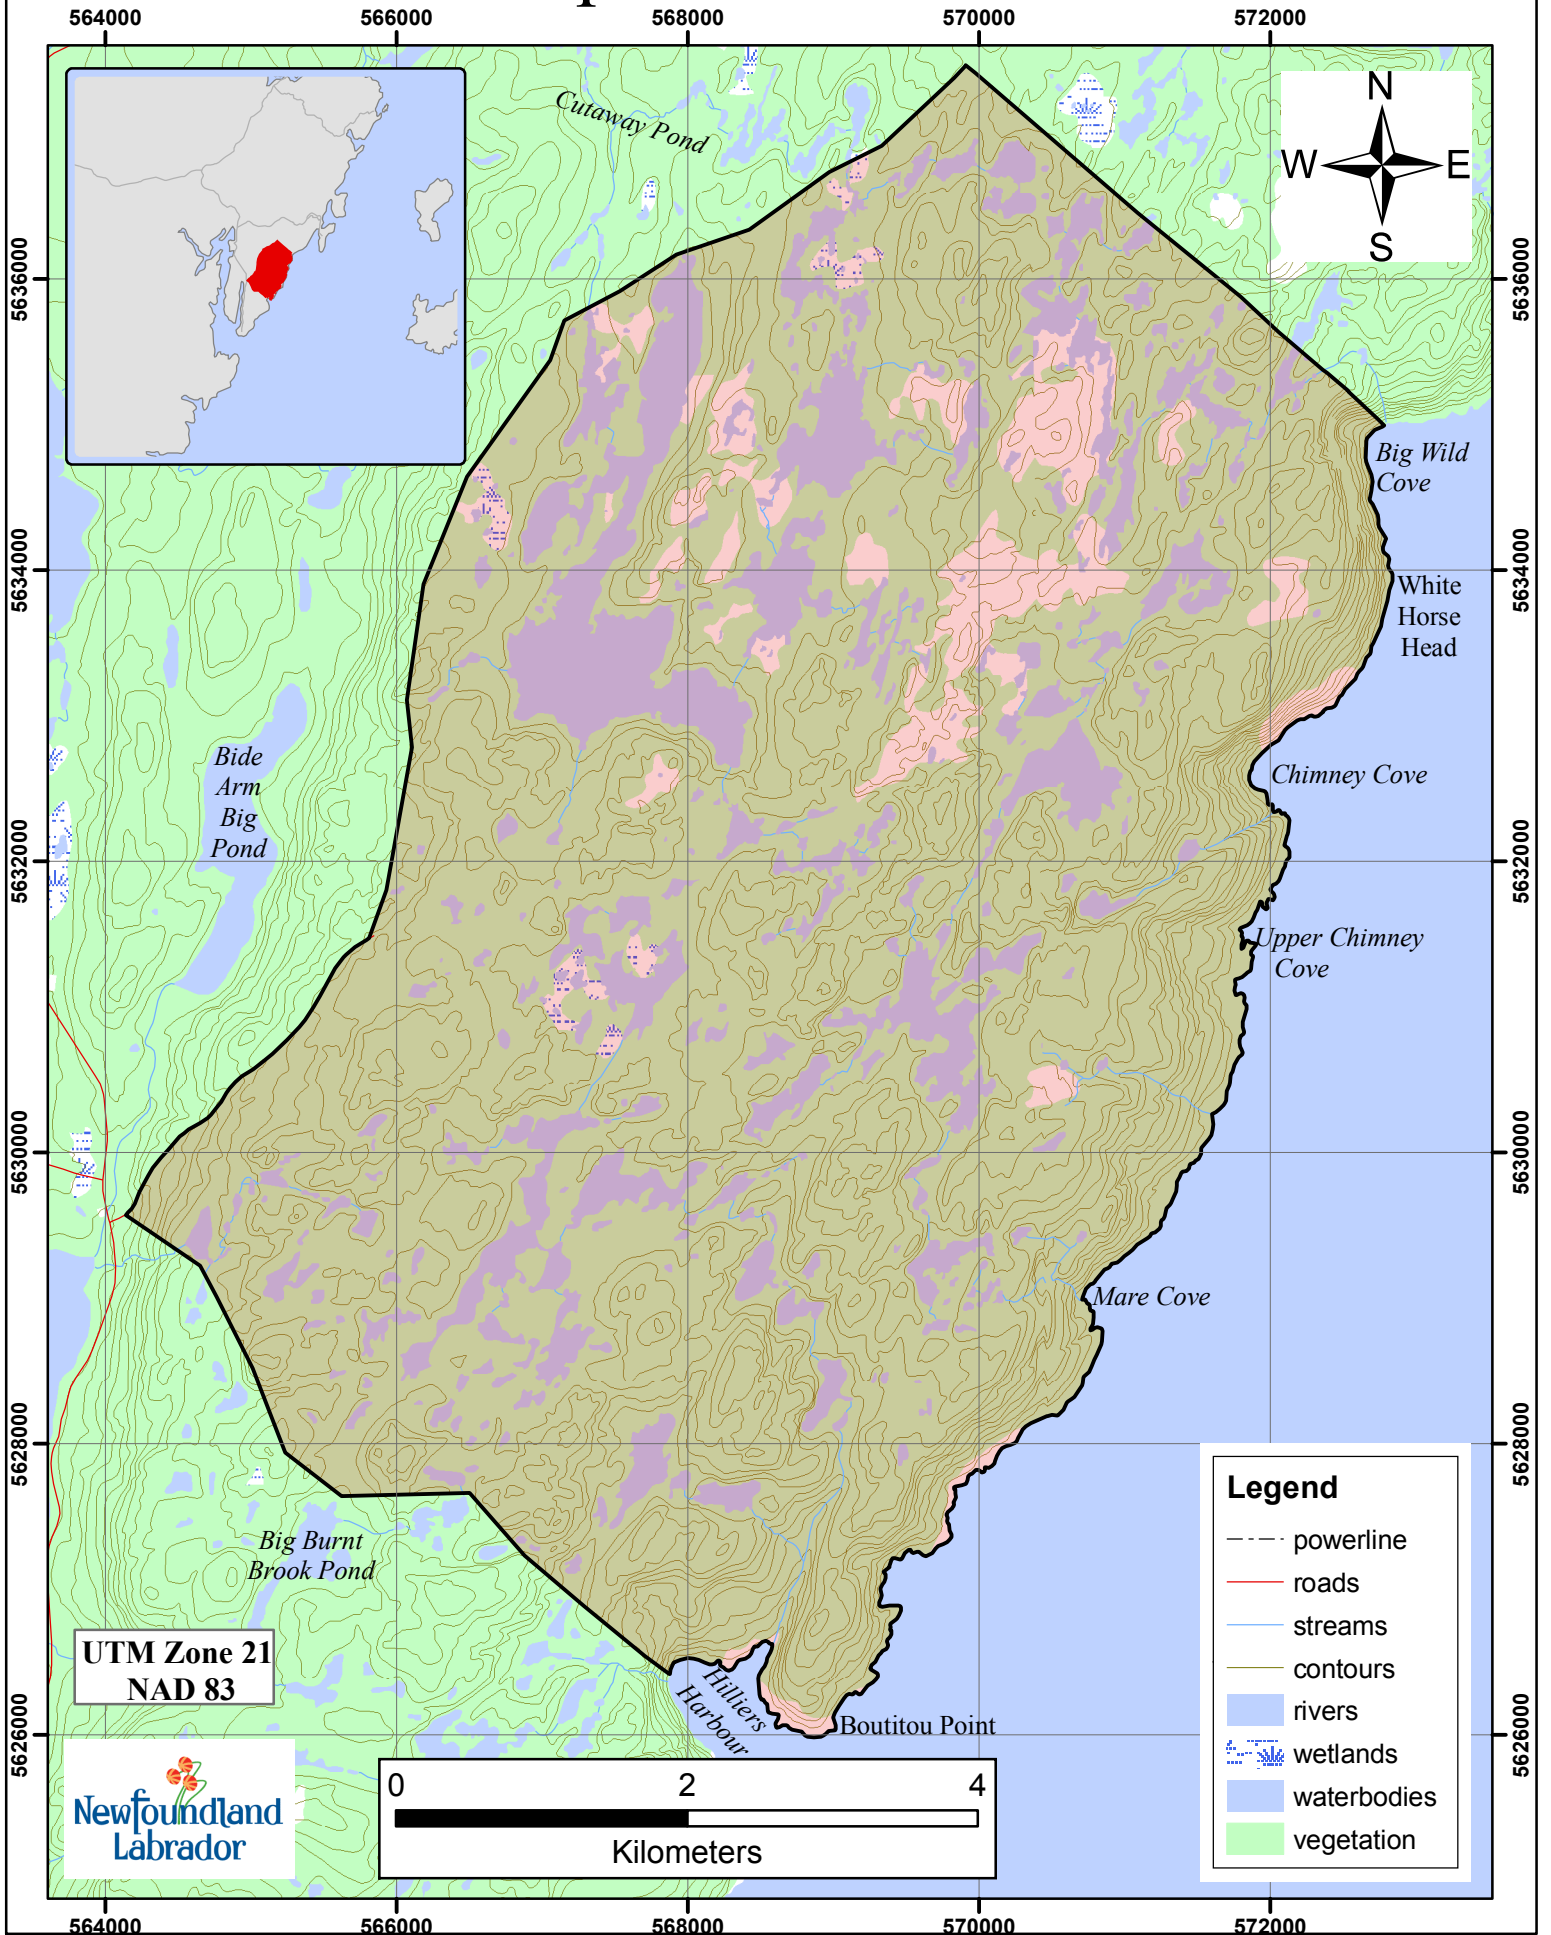 564000
566000
568000
570000
572000
Cutaway Pond
N
W
E
S
5636000
5636000
Big Wild
Cove
5634000
5634000
White
Horse
Head
Bide
Arm
Big
Pond
Chimney Cove
5632000
5632000
Upper Chimney
Cove
5630000
5630000
Mare Cove
5628000
5628000
Big Burnt
Brook Pond
UTM Zone 21
NAD 83
Hilliers
Harbour
Boutitou Point
5626000
5626000
Newfoundland
Labrador
0
2
4
Kilometers
Legend
powerline
roads
streams
contours
rivers
wetlands
waterbodies
vegetation
564000
566000
568000
570000
572000